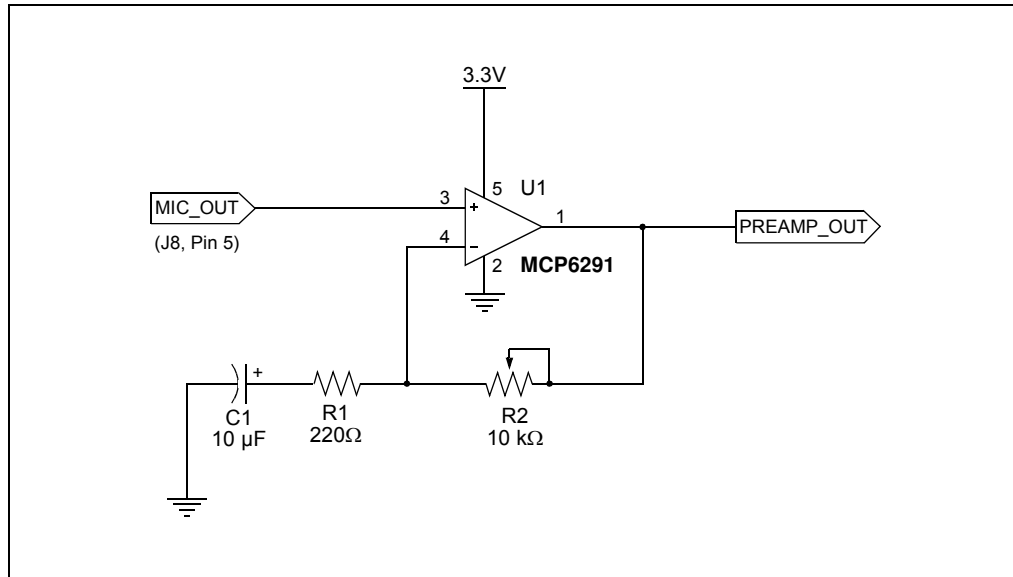 3.3V
5
U1
3
MIC_OUT
+
1
PREAMP_OUT
(J8, Pin 5)
4
–
2
MCP6291
+
C1
10 µF
R1
220Ω
R2
10 kΩ